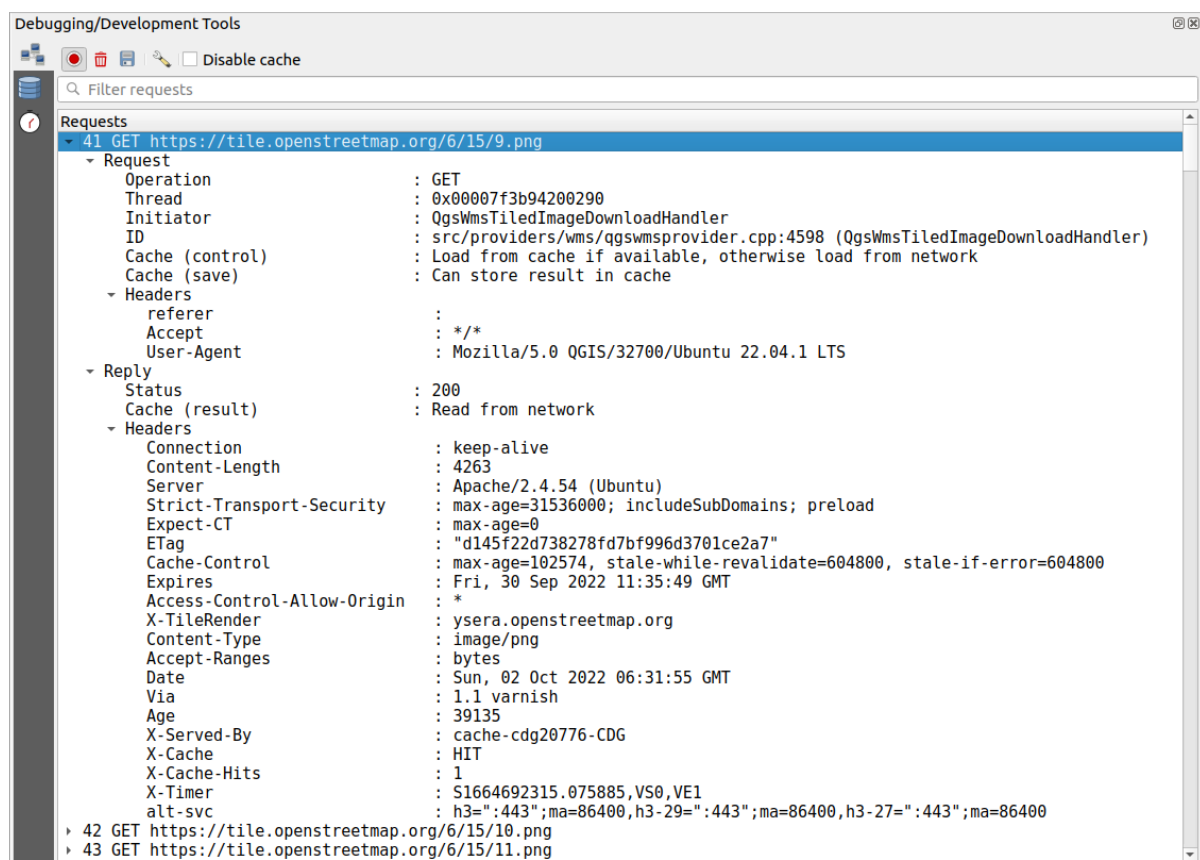 Debugging/Development Tools
Disable cache
Filter requests
Requests
41 GET https://tile.openstreetmap.org/6/15/9.png
Request
Operation : GET
Thread : 0x00007f3b94200290
Initiator : QgsWmsTiledImageDownloadHandler
ID : src/providers/wms/qgswmsprovider.cpp:4598 (QgsWmsTiledImageDownloadHandler)
Cache (control) : Load from cache if available, otherwise load from network
Cache (save) : Can store result in cache
Headers
referer :
Accept : */*
User-Agent : Mozilla/5.0 QGIS/32700/Ubuntu 22.04.1 LTS
Reply
Status : 200
Cache (result) : Read from network
Headers
Connection : keep-alive
Content-Length : 4263
Server : Apache/2.4.54 (Ubuntu)
Strict-Transport-Security : max-age=31536000; includeSubDomains; preload
Expect-CT : max-age=0
ETag : "d145f22d738278fd7bf996d3701ce2a7"
Cache-Control : max-age=102574, stale-while-revalidate=604800, stale-if-error=604800
Expires : Fri, 30 Sep 2022 11:35:49 GMT
Access-Control-Allow-Origin : *
X-TileRender : ysera.openstreetmap.org
Content-Type : image/png
Accept-Ranges : bytes
Date : Sun, 02 Oct 2022 06:31:55 GMT
Via : 1.1 varnish
Age : 39135
X-Served-By : cache-cdg20776-CDG
X-Cache : HIT
X-Cache-Hits : 1
X-Timer : S1664692315.075885,VS0,VE1
alt-svc : h3=":443";ma=86400,h3-29=":443";ma=86400,h3-27=":443";ma=86400
42 GET https://tile.openstreetmap.org/6/15/10.png
43 GET https://tile.openstreetmap.org/6/15/11.png